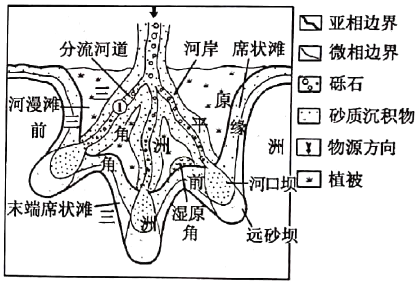 分流河道
河岸
席状滩
河漫滩
三
①
原
三
角
平
缘
前
洲
洲
角
前
河口坝
末端席状滩
三
洲
湿原
角
远砂坝
亚相边界
微相边界
砾石
砂质沉积物
物源方向
植被